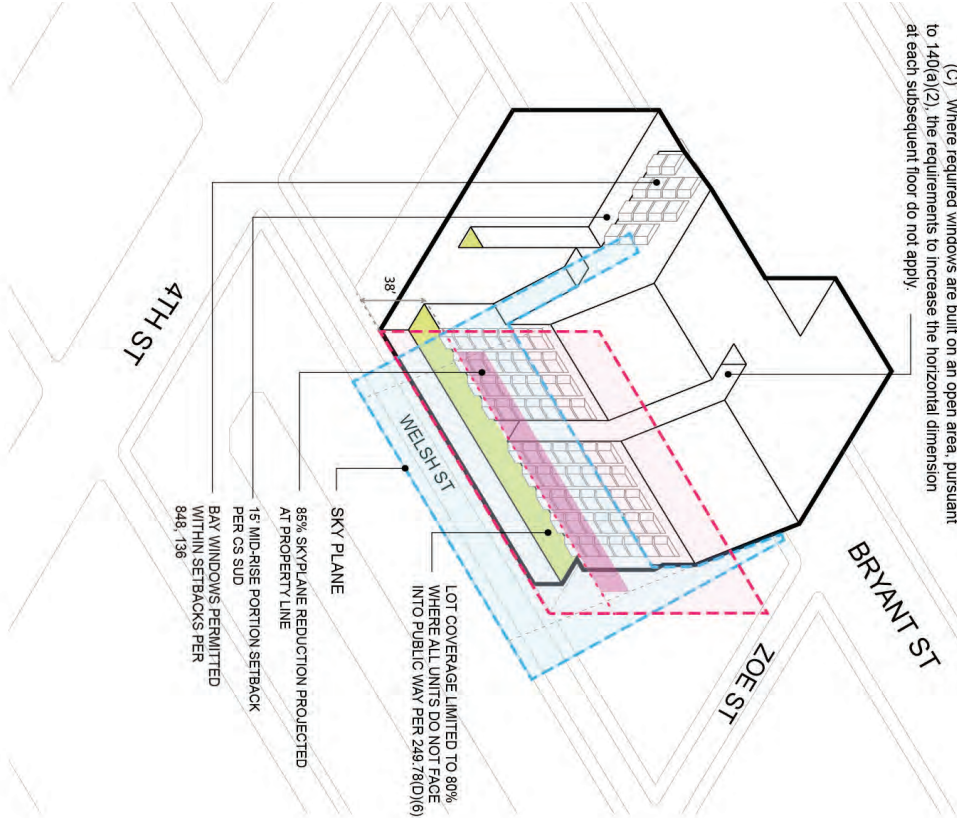 (C) Where required windows are built on an open area, pursuant
to 140(a)(2), the requirements to increase the horizontal dimension
at each subsequent floor do not apply.
BRYANT ST
ZOE ST
4TH ST
WELSH ST
38'
LOT COVERAGE LIMITED TO 80%
WHERE ALL UNITS DO NOT FACE
INTO PUBLIC WAY PER 249.78(D)(6)
SKY PLANE
85% SKYPLANE REDUCTION PROJECTED
AT PROPERTY LINE
15' MID-RISE PORTION SETBACK
PER CS SUD
BAY WINDOWS PERMITTED
WITHIN SETBACKS PER
848, 136